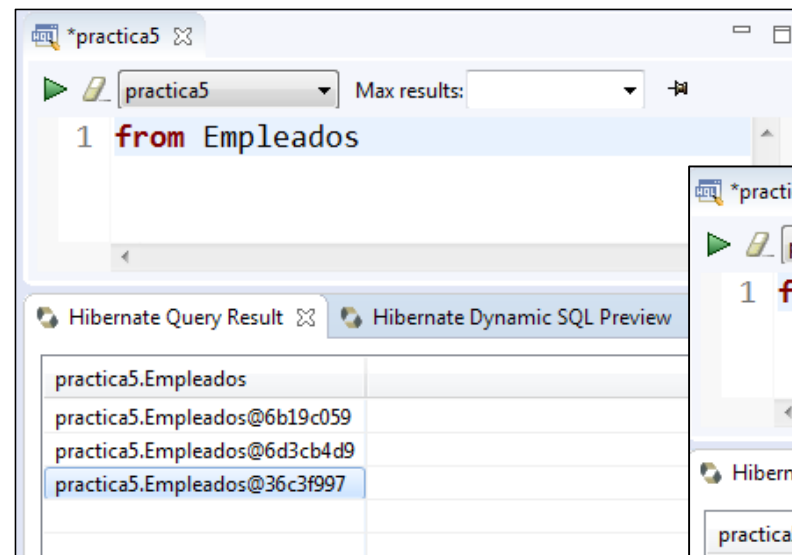 *practica5
practica5 Max results:
1 from Empleados
Hibernate Query Result Hibernate Dynamic SQL Preview
practica5.Empleados
practica5.Empleados@6b19c059
practica5.Empleados@6d3cb4d9
practica5.Empleados@36c3f997
*practi
1 f
Hibern
practica